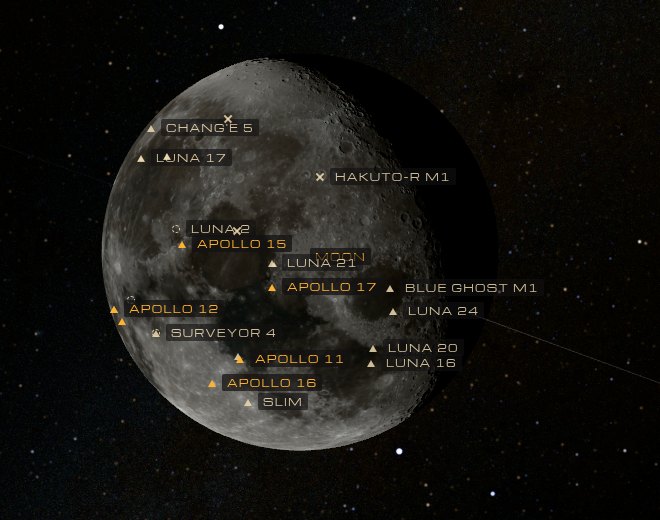 CHANG'E 5
LUNA 17
HAKUTO-R M1
LUNA 2
APOLLO 15
MOON
LUNA 21
APOLLO 17
BLUE GHOST M1
APOLLO 12
LUNA 24
SURVEYOR 4
LUNA 20
APOLLO 11
LUNA 16
APOLLO 16
SLIM